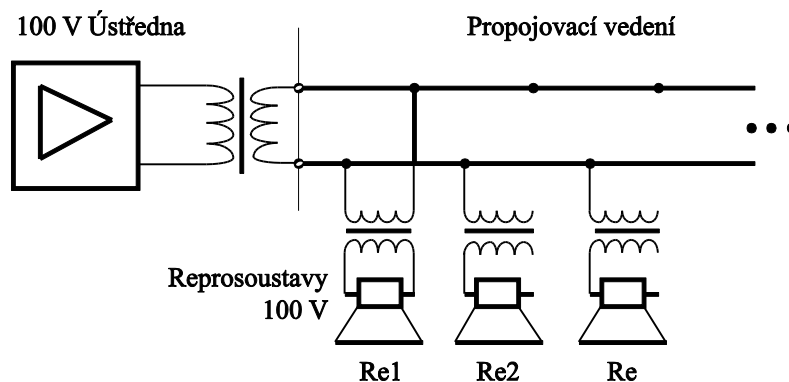 100 V Ústředna
Propojovací vedení
Reprosoustavy
100 V
Re1
Re2
Re